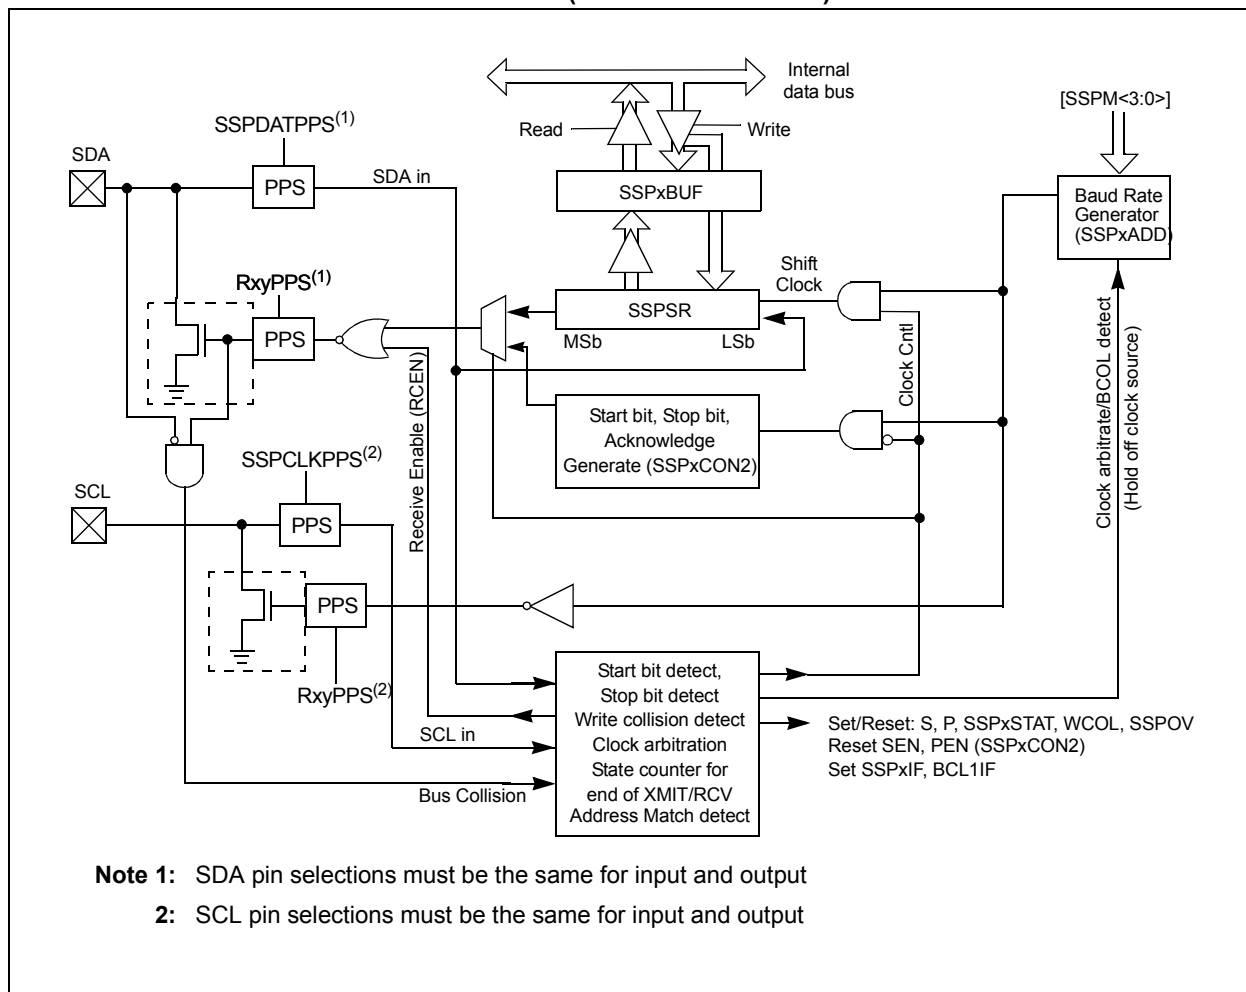 Internal
data bus
[SSPM<3:0>]
SSPDATPPS(1)
Read
Write
SDA
PPS
SDA in
SSPxBUF
Baud Rate
Generator
(SSPxADD)
RxyPPS(1)
Shift
Clock
SSPSR
PPS
MSb
LSb
Clock Cntl
Receive Enable (RCEN)
Clock arbitrate/BCOL detect
(Hold off clock source)
Start bit, Stop bit,
Acknowledge
Generate (SSPxCON2)
SSPCLKPPS(2)
SCL
PPS
PPS
RxyPPS(2)
SCL in
Bus Collision
Start bit detect,
Stop bit detect
Write collision detect
Clock arbitration
State counter for
end of XMIT/RCV
Address Match detect
Set/Reset: S, P, SSPxSTAT, WCOL, SSPOV
Reset SEN, PEN (SSPxCON2)
Set SSPxIF, BCL1IF
Note 1: SDA pin selections must be the same for input and output
2: SCL pin selections must be the same for input and output